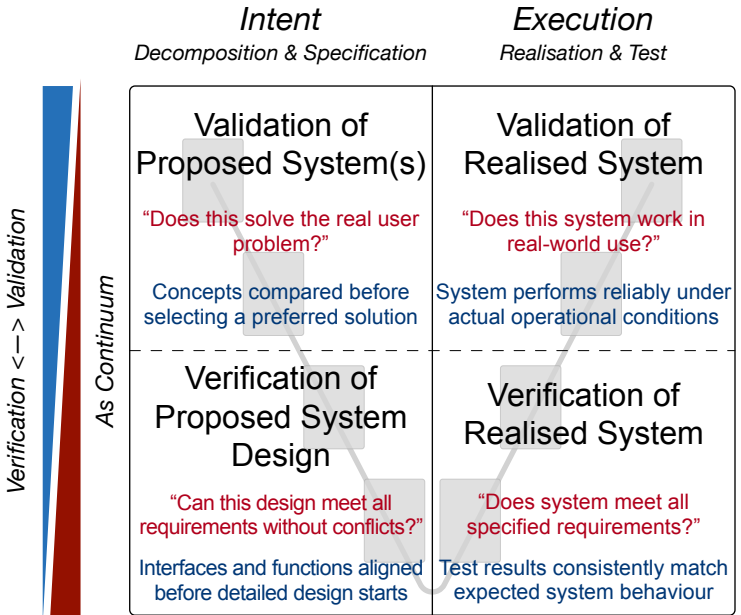 Intent
Decomposition & Specification
Execution
Realisation & Test
Verification <—> Validation
As Continuum
Validation of
Proposed System(s)
“Does this solve the real user
problem?”
Concepts compared before
selecting a preferred solution
Validation of
Realised System
“Does this system work in
real-world use?”
System performs reliably under
actual operational conditions
Verification of
Proposed System
Design
“Can this design meet all
requirements without conflicts?”
Interfaces and functions aligned
before detailed design starts
Verification of
Realised System
“Does system meet all
specified requirements?”
Test results consistently match
expected system behaviour